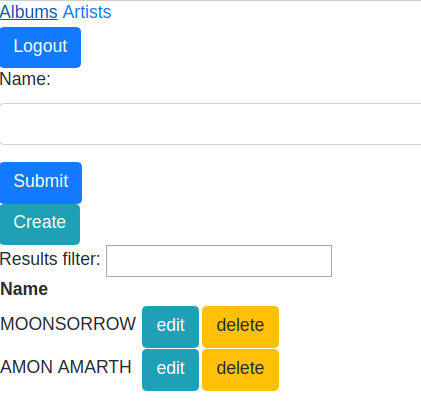 Albums Artists
Logout
Name:
Submit
Create
Results filter:
Name
MOONSORROW edit delete
AMON AMARTH edit delete